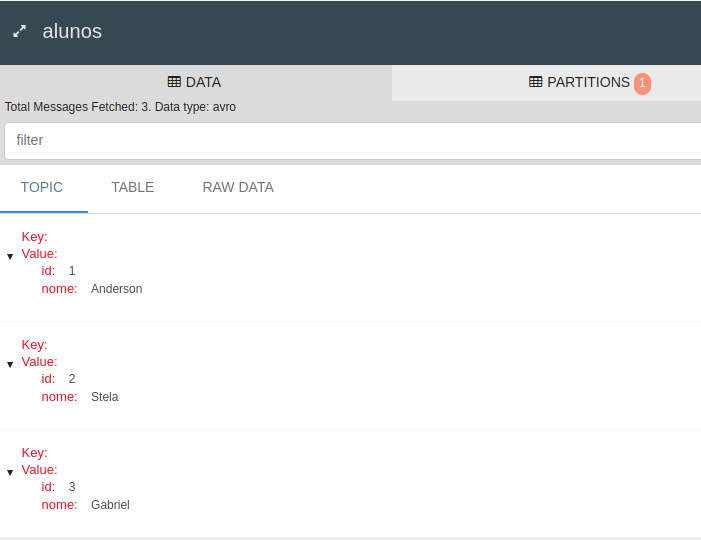 alunos
DATA
PARTITIONS 1
Total Messages Fetched: 3. Data type: avro
filter
TOPIC TABLE RAW DATA
Key:
Value:
id: 1
nome: Anderson
Key:
Value:
id: 2
nome: Stela
Key:
Value:
id: 3
nome: Gabriel